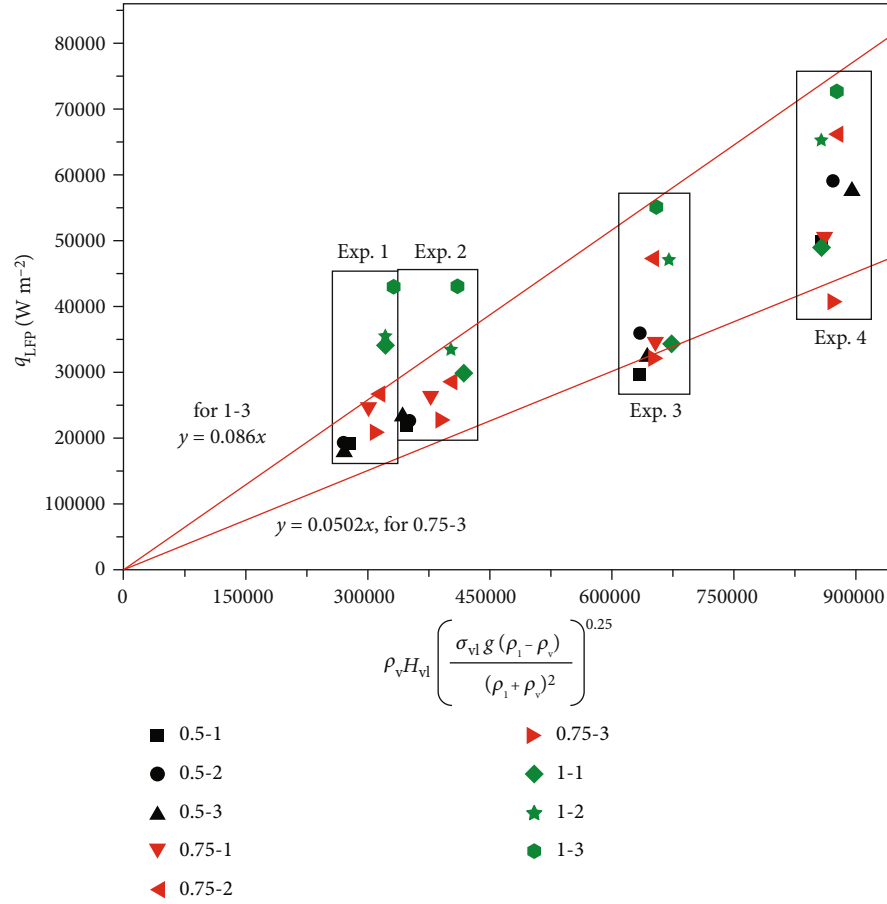 80000
70000
60000
50000
40000
30000
20000
100000
0
q_LFP (W m⁻²)
Exp. 1
Exp. 2
Exp. 3
Exp. 4
for 1-3
y = 0.086x
y = 0.0502x, for 0.75-3
0 150000 300000 450000 600000 750000 900000
ρ_v H_vl ( σ_vl g (ρ₁ − ρ_v) / (ρ₁ + ρ_v)² )^0.25
0.5-1
0.5-2
0.5-3
0.75-1
0.75-2
0.75-3
1-1
1-2
1-3